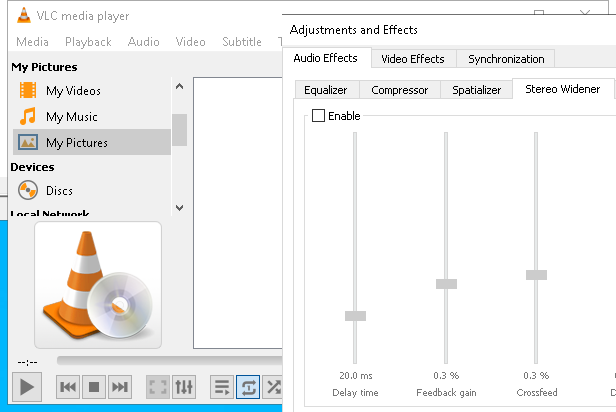 VLC media player
Media Playback Audio Video Subtitle
My Pictures
My Videos
My Music
My Pictures
Devices
Discs
Local Network
--:--
Adjustments and Effects
Audio Effects Video Effects Synchronization
Equalizer Compressor Spatializer Stereo Widener
Enable
20.0 ms 0.3 % 0.3 %
Delay time Feedback gain Crossfeed